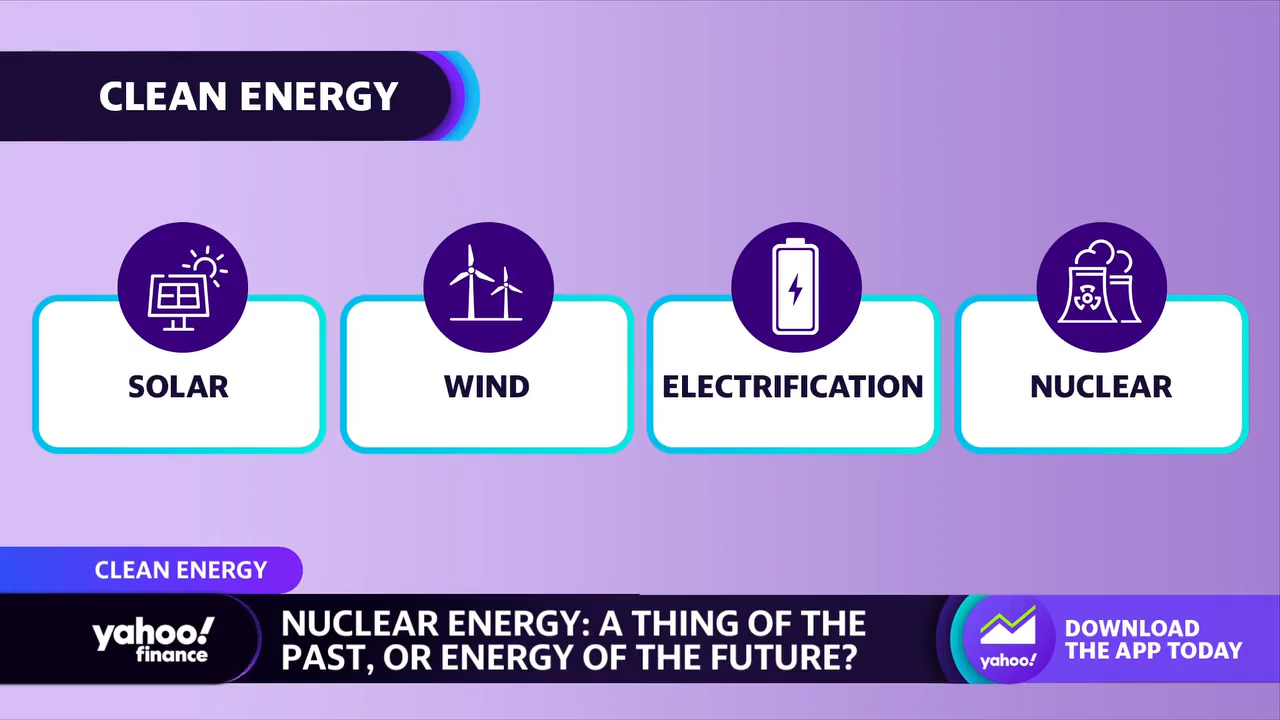 CLEAN ENERGY
SOLAR
WIND
ELECTRIFICATION
NUCLEAR
CLEAN ENERGY
yahoo!
finance
NUCLEAR ENERGY: A THING OF THE
PAST, OR ENERGY OF THE FUTURE?
yahoo!
DOWNLOAD
THE APP TODAY